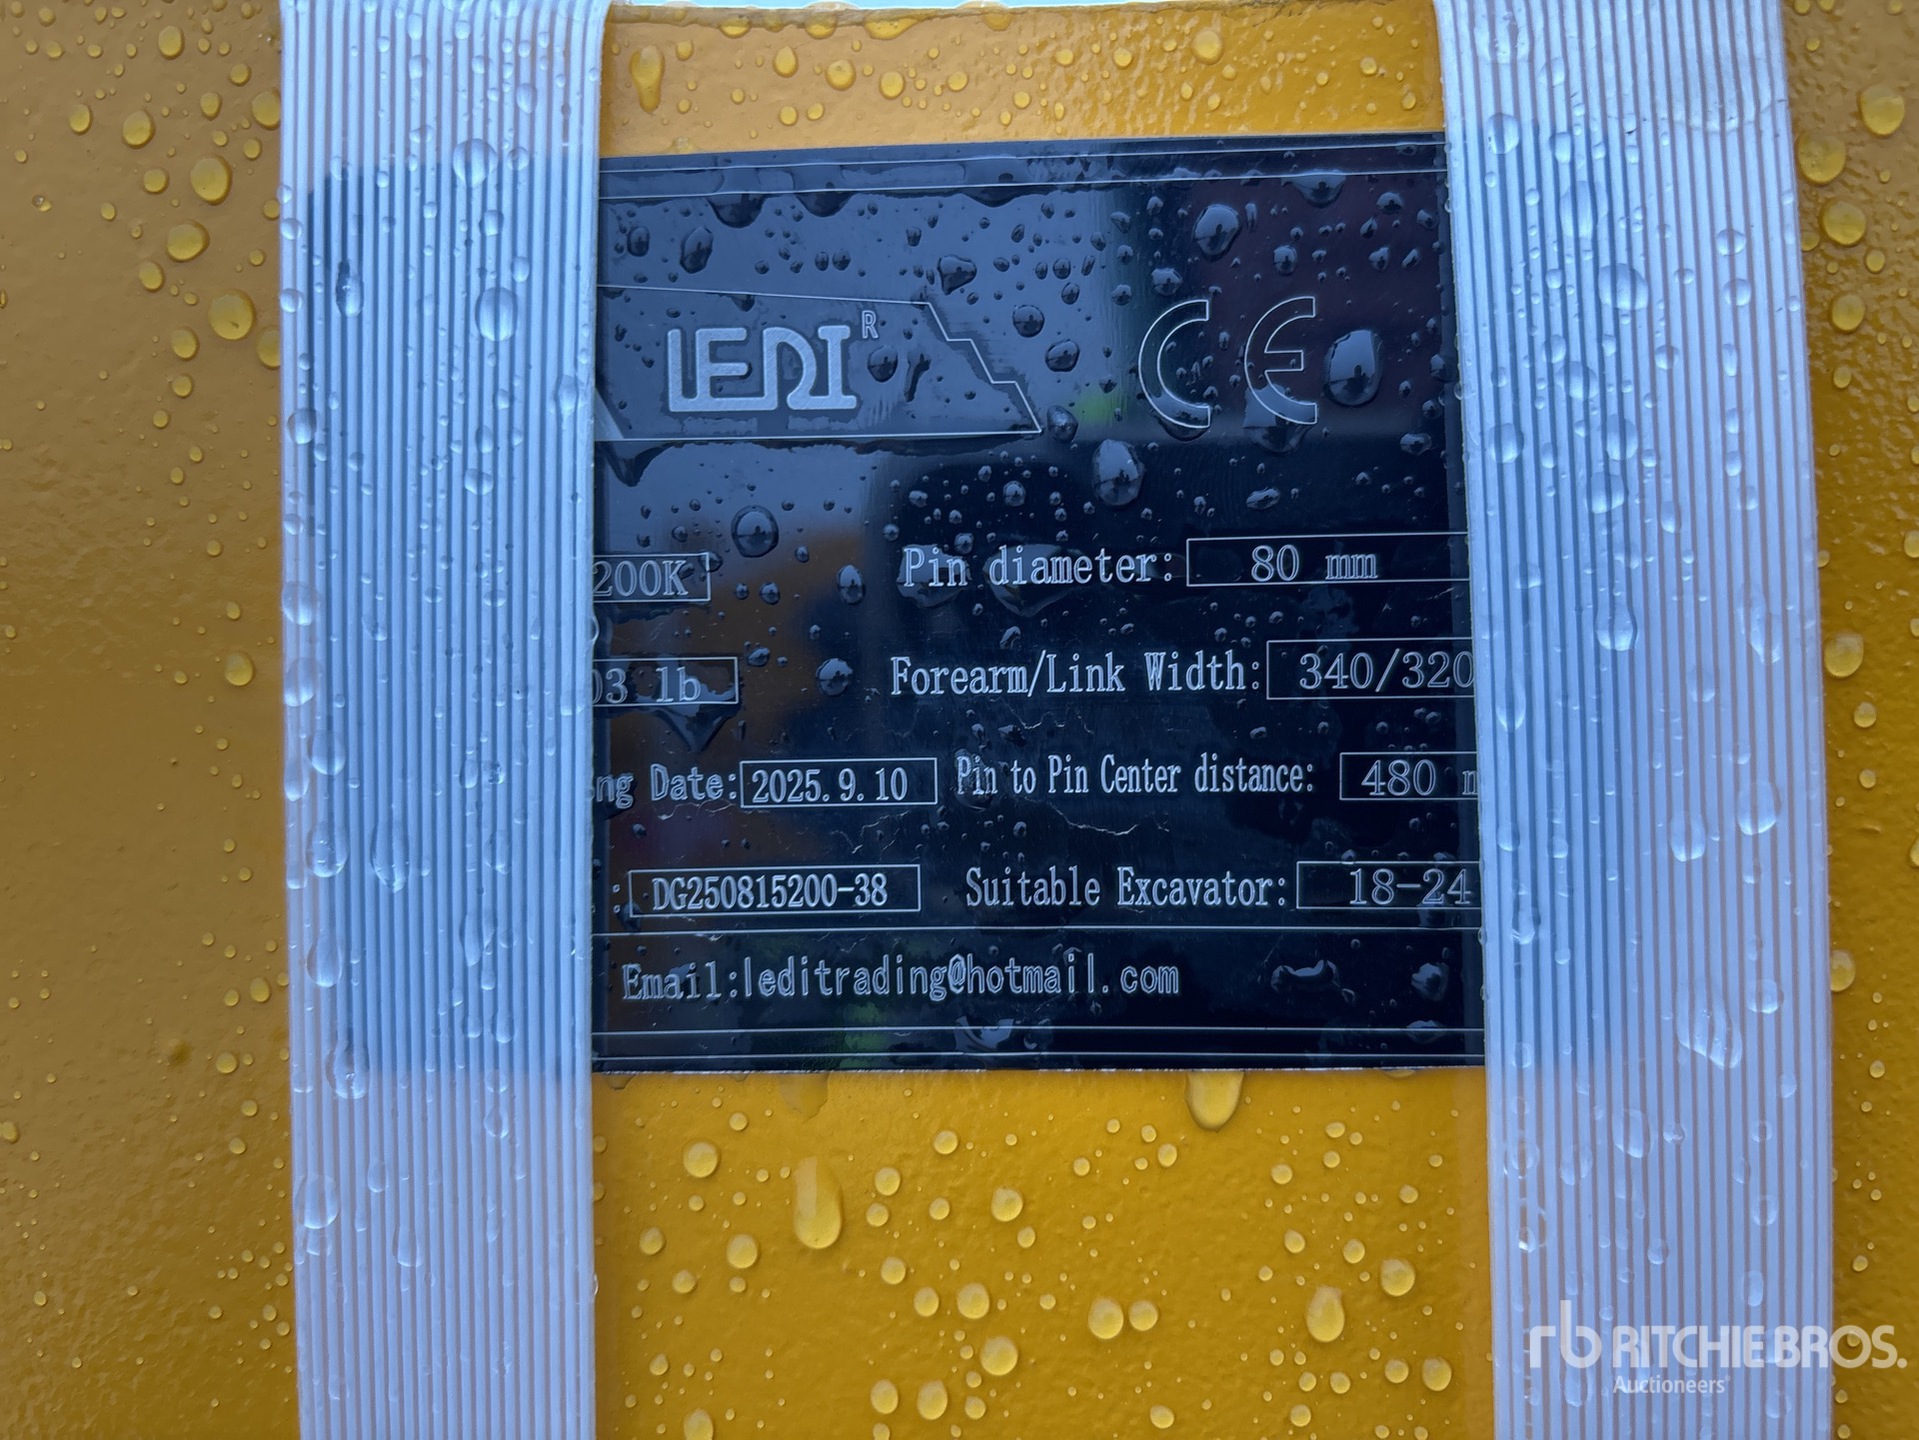 LEDI R CE
200K Pin diameter: 80 mm
03 lb Forearm/Link Width: 340/320
ng Date: 2025.9.10 Pin to Pin Center distance: 480
: DG250815200-38 Suitable Excavator: 18-24
Email:leditrading@hotmail.com
rb RITCHIE BROS.
Auctioneers